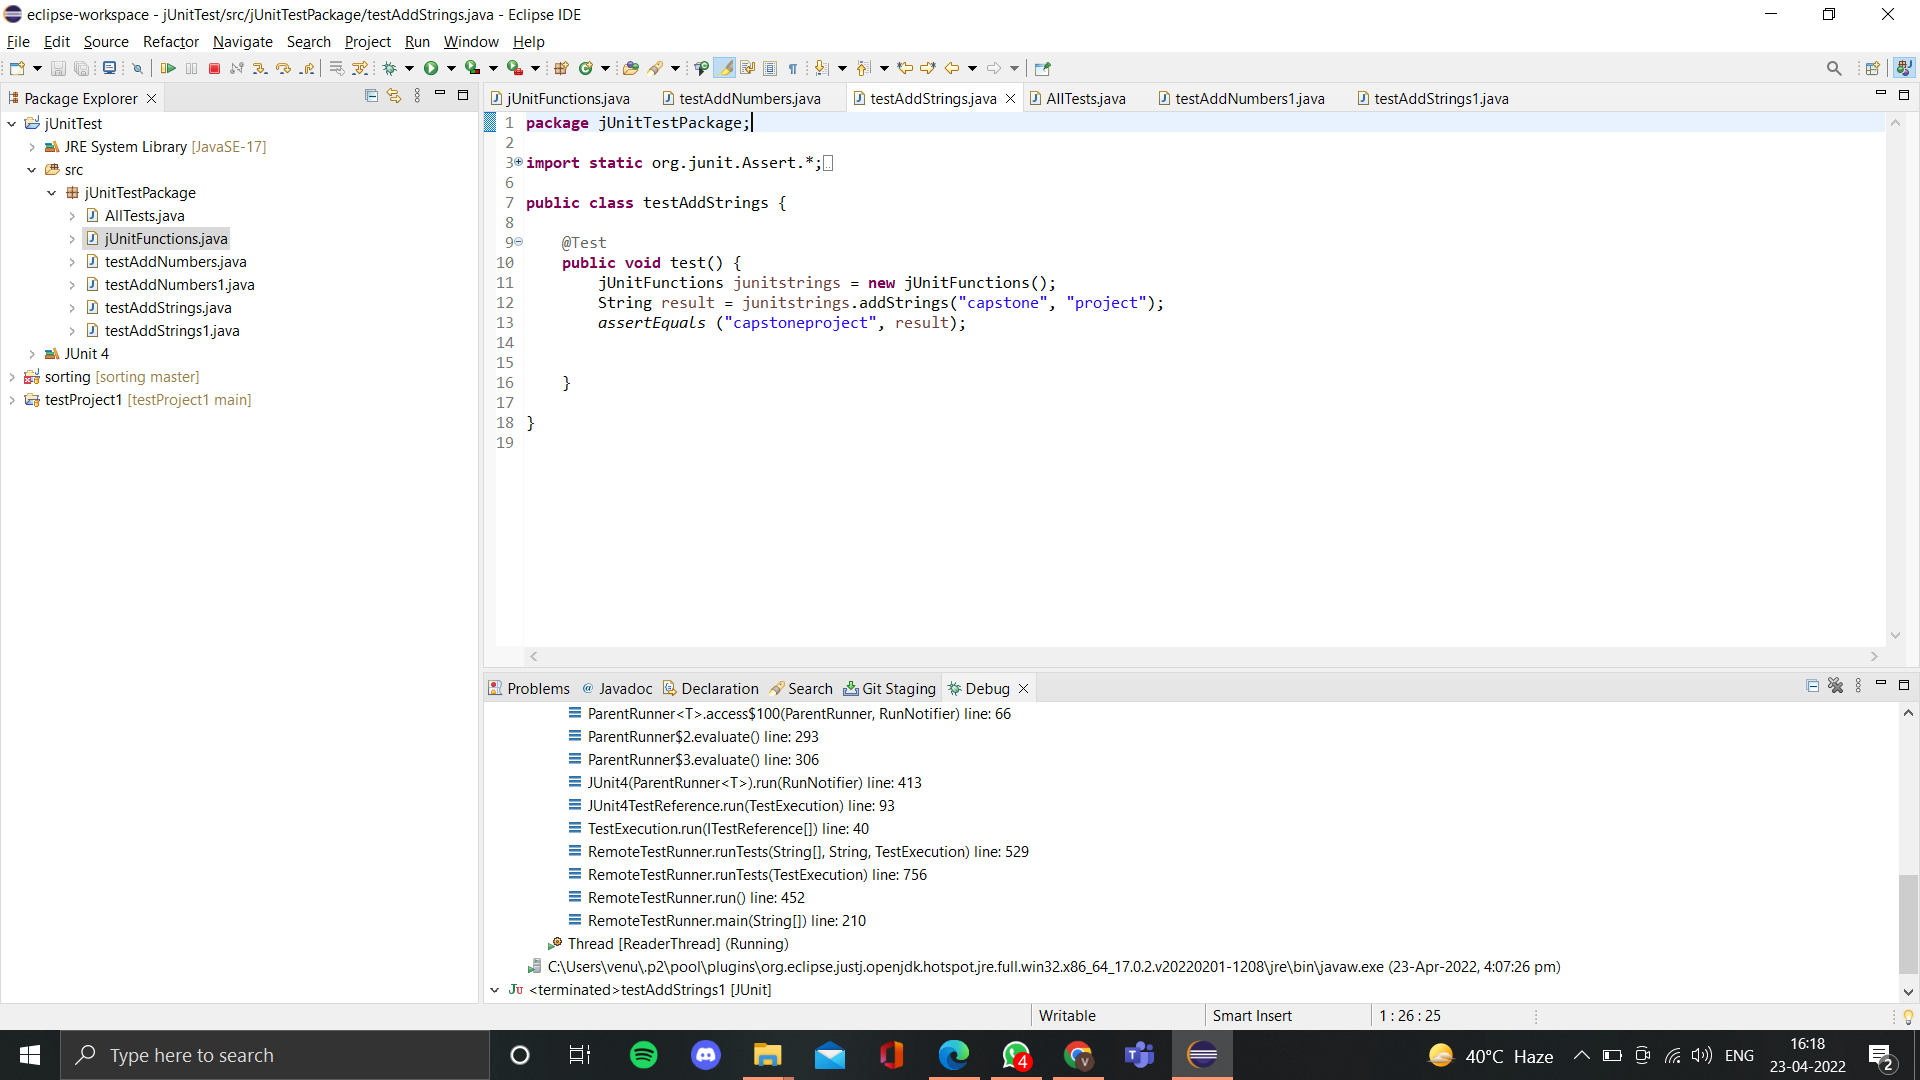 eclipse-workspace - jUnitTest/src/jUnitTestPackage/testAddStrings.java - Eclipse IDE
File Edit Source Refactor Navigate Search Project Run Window Help
Package Explorer
jUnitTest
JRE System Library [JavaSE-17]
src
jUnitTestPackage
AllTests.java
jUnitFunctions.java
testAddNumbers.java
testAddNumbers1.java
testAddStrings.java
testAddStrings1.java
JUnit 4
sorting [sorting master]
testProject1 [testProject1 main]
jUnitFunctions.java testAddNumbers.java testAddStrings.java AllTests.java testAddNumbers1.java testAddStrings1.java
1 package jUnitTestPackage;
2
3 import static org.junit.Assert.*;
6
7 public class testAddStrings {
8
9 @Test
10 public void test() {
11 jUnitFunctions junitstrings = new jUnitFunctions();
12 String result = junitstrings.addStrings("capstone", "project");
13 assertEquals ("capstoneproject", result);
14
15
16 }
17
18 }
19
Problems @ Javadoc Declaration Search Git Staging Debug
ParentRunner<T>.access$100(ParentRunner, RunNotifier) line: 66
ParentRunner$2.evaluate() line: 293
ParentRunner$3.evaluate() line: 306
JUnit4(ParentRunner<T>).run(RunNotifier) line: 413
JUnit4TestReference.run(TestExecution) line: 93
TestExecution.run(ITestReference[]) line: 40
RemoteTestRunner.runTests(String[], String, TestExecution) line: 529
RemoteTestRunner.runTests(TestExecution) line: 756
RemoteTestRunner.run() line: 452
RemoteTestRunner.main(String[]) line: 210
Thread [ReaderThread] (Running)
C:\Users\venu\.p2\pool\plugins\org.eclipse.justj.openjdk.hotspot.jre.full.win32.x86_64_17.0.2.v20220201-1208\jre\bin\javaw.exe (23-Apr-2022, 4:07:26 pm)
Ju <terminated>testAddStrings1 [JUnit]
Writable Smart Insert 1 : 26 : 25
Type here to search
4
V
40°C Haze
ENG
16:18
23-04-2022
2